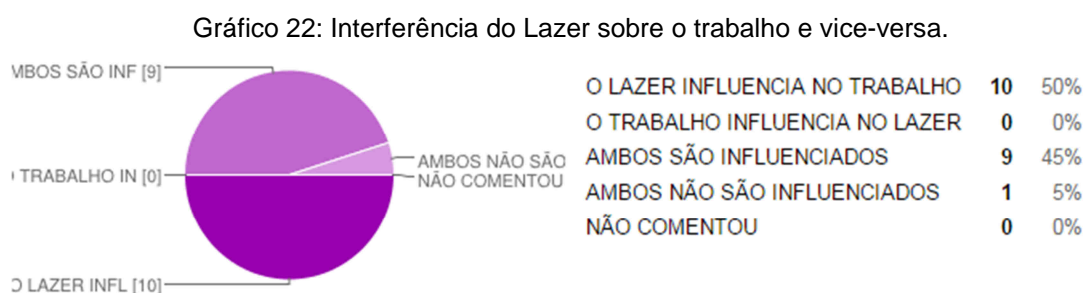 Gráfico 22: Interferência do Lazer sobre o trabalho e vice-versa.
MBOS SÃO INF [9]
TRABALHO IN [0]
O LAZER INFL [10]
AMBOS NÃO SÃO
NÃO COMENTOU
O LAZER INFLUENCIA NO TRABALHO 10 50%
O TRABALHO INFLUENCIA NO LAZER 0 0%
AMBOS SÃO INFLUENCIADOS 9 45%
AMBOS NÃO SÃO INFLUENCIADOS 1 5%
NÃO COMENTOU 0 0%